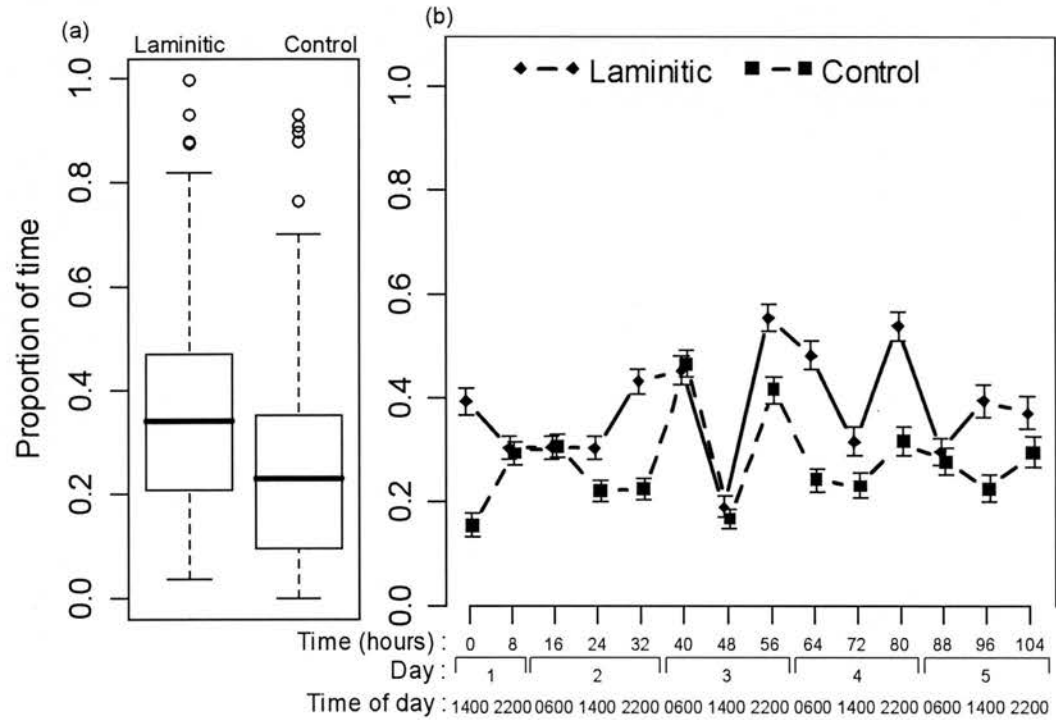 (a)
Laminitic Control
Proportion of time
1.0
0.8
0.6
0.4
0.2
0.0
(b)
Laminitic Control
1.0
0.8
0.6
0.4
0.2
0.0
Time (hours) : 0 8 16 24 32 40 48 56 64 72 80 88 96 104
Day : 1 2 3 4 5
Time of day : 1400 2200 0600 1400 2200 0600 1400 2200 0600 1400 2200 0600 1400 2200